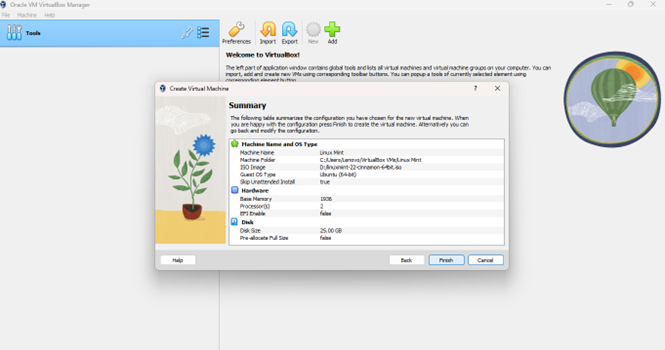 Oracle VM VirtualBox Manager
File Machine Help
Tools
Preferences Import Export New Add
Welcome to VirtualBox!
The left part of application window contains global tools and lists all virtual machines and virtual machine groups on your computer. You can
import, add and create new VMs using corresponding toolbar buttons. You can popup a tools of currently selected element using
corresponding element button.
Create Virtual Machine
Summary
The following table summarizes the configuration you have chosen for the new virtual machine. When
you are happy with the configuration press Finish to create the virtual machine. Alternatively you can
go back and modify the configuration.
Machine Name and OS Type
Machine Name Linux Mint
Machine Folder C:/Users/Lenovo/VirtualBox VMs/Linux Mint
ISO Image D:/linuxmint-22-cinnamon-64bit.iso
Guest OS Type Ubuntu (64-bit)
Skip Unattended Install true
Hardware
Base Memory 1936
Processor(s) 2
EFI Enable false
Disk
Disk Size 25.00 GB
Pre-allocate Full Size false
Help Back Finish Cancel